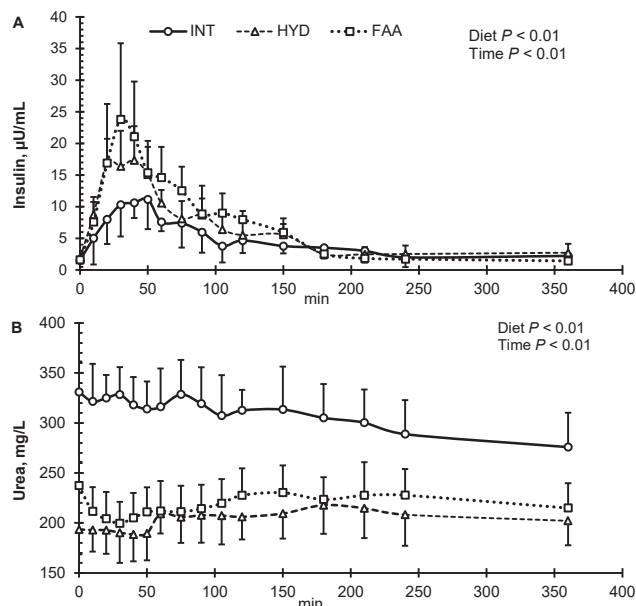 A
INT HYD FAA
Diet P < 0.01
Time P < 0.01
Insulin, µU/mL
40
35
30
25
20
15
10
5
0
0 50 100 150 200 250 300 350 400
min
B
Diet P < 0.01
Time P < 0.01
Urea, mg/L
400
350
300
250
200
150
0 50 100 150 200 250 300 350 400
min